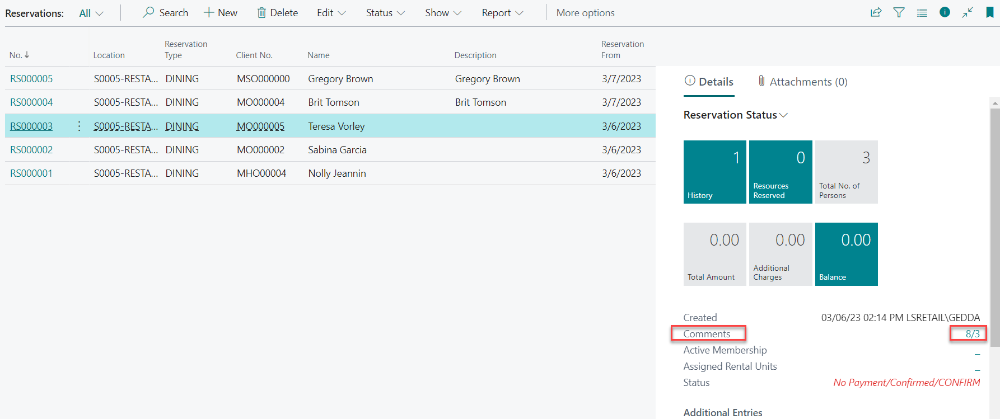 Reservations: All Search New Delete Edit Status Show Report More options
No. Location Reservation Type Client No. Name Description Reservation From
RS000005 S0005-RESTA... DINING MSO000000 Gregory Brown Gregory Brown 3/7/2023
RS000004 S0005-RESTA... DINING MO000004 Brit Tomson Brit Tomson 3/7/2023
RS000003 S0005-RESTA... DINING MO000005 Teresa Vorley 3/6/2023
RS000002 S0005-RESTA... DINING MO000002 Sabina Garcia 3/6/2023
RS000001 S0005-RESTA... DINING MHO00004 Nolly Jeannin 3/6/2023
Details Attachments (0)
Reservation Status
1 0 3
History Resources Reserved Total No. of Persons
0.00 0.00 0.00
Total Amount Additional Charges Balance
Created 03/06/23 02:14 PM LSRETAIL\GEDDA
Comments 8/3
Active Membership _
Assigned Rental Units _
Status No Payment/Confirmed/CONFIRM
Additional Entries